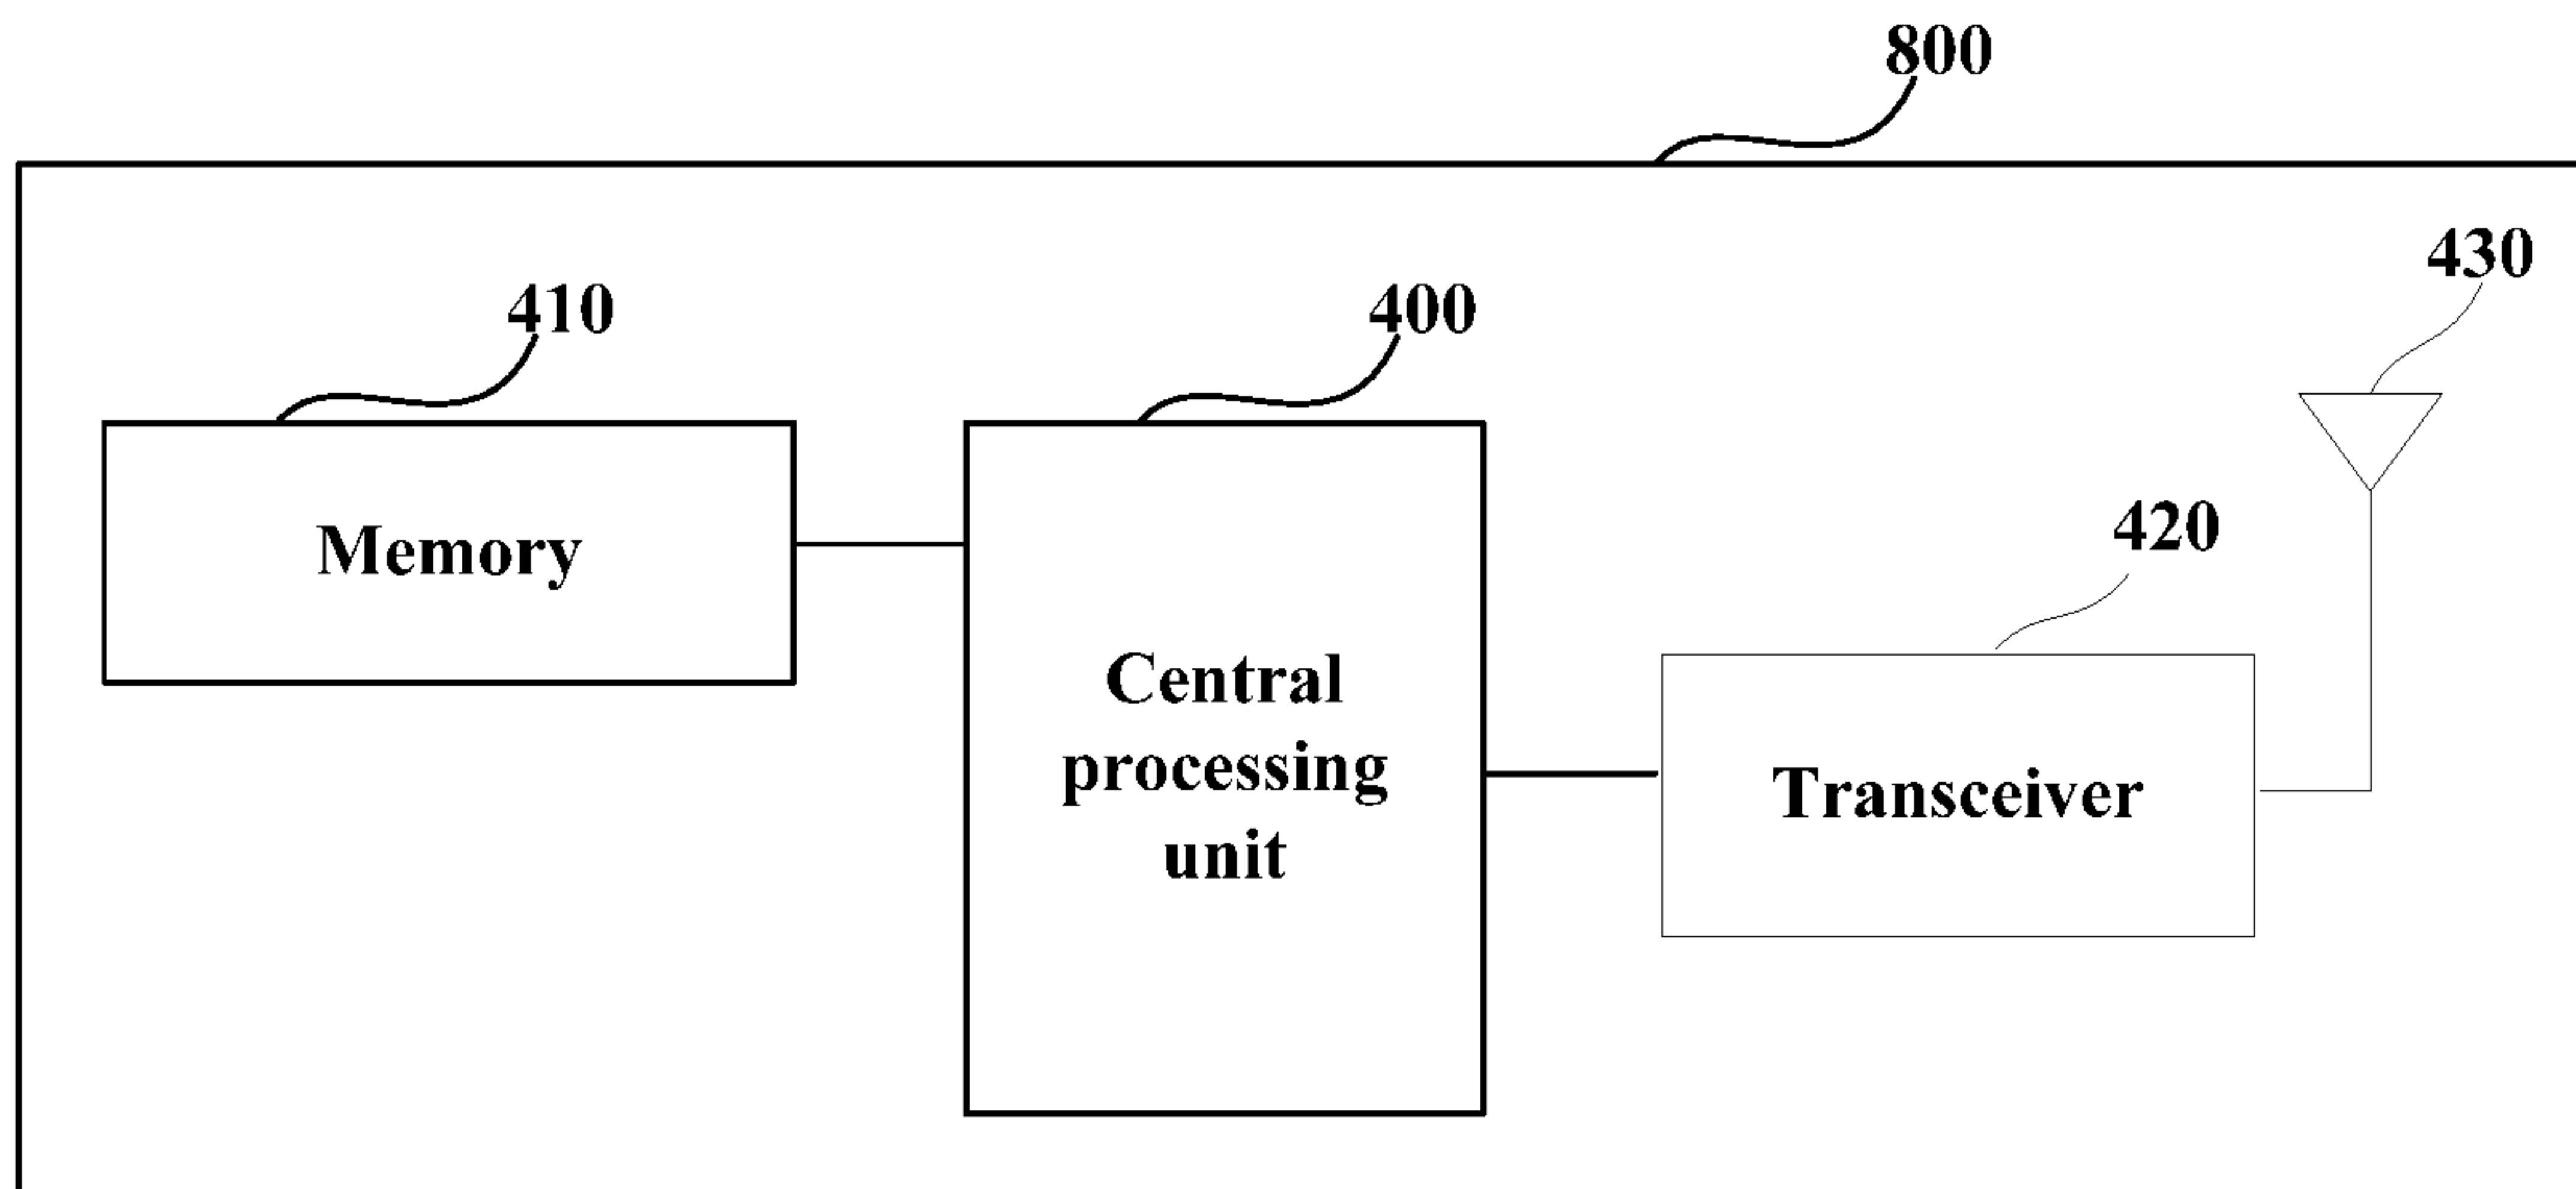 800
430
410
400
420
Memory
Central
processing
unit
Transceiver